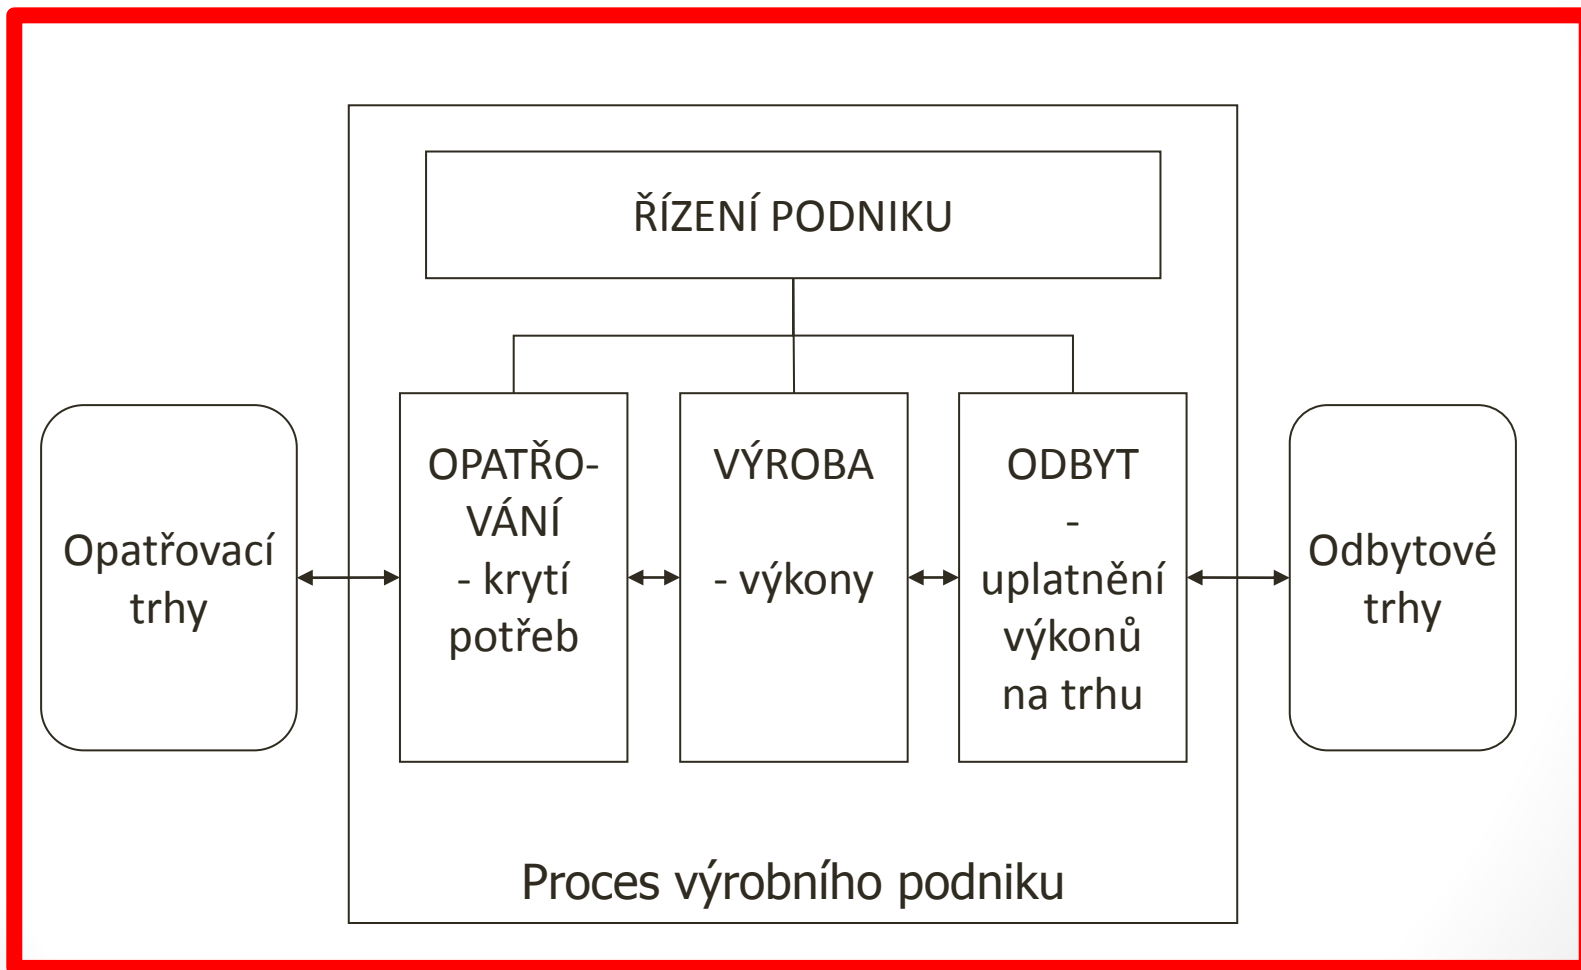 ŘÍZENÍ PODNIKU
Opatřovací
trhy
OPATŘO-
VÁNÍ
- krytí
potřeb
VÝROBA
- výkony
ODBYT
-
uplatnění
výkonů
na trhu
Odbytové
trhy
Proces výrobního podniku